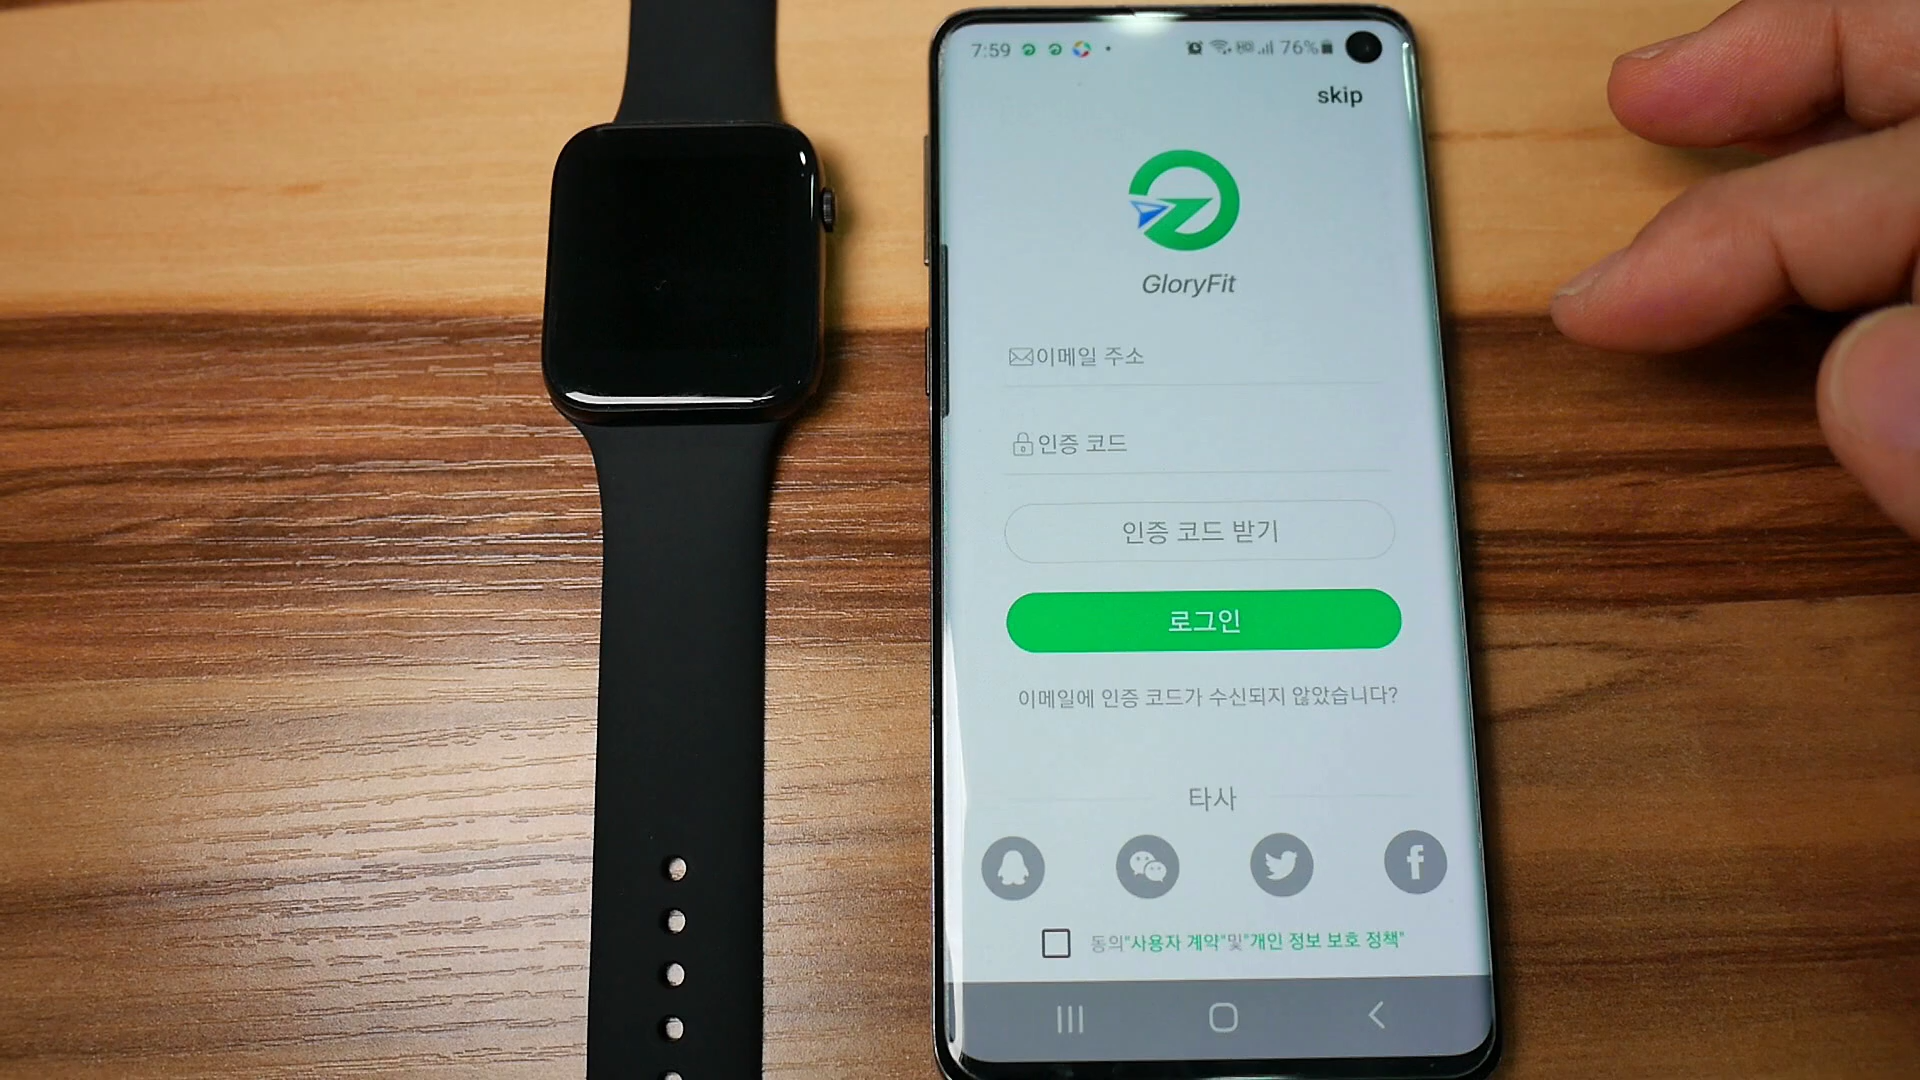 7:59
76%
skip
GloryFit
이메일 주소
인증 코드
인증 코드 받기
로그인
이메일에 인증 코드가 수신되지 않았습니다?
타사
동의"사용자 계약"및"개인 정보 보호 정책"